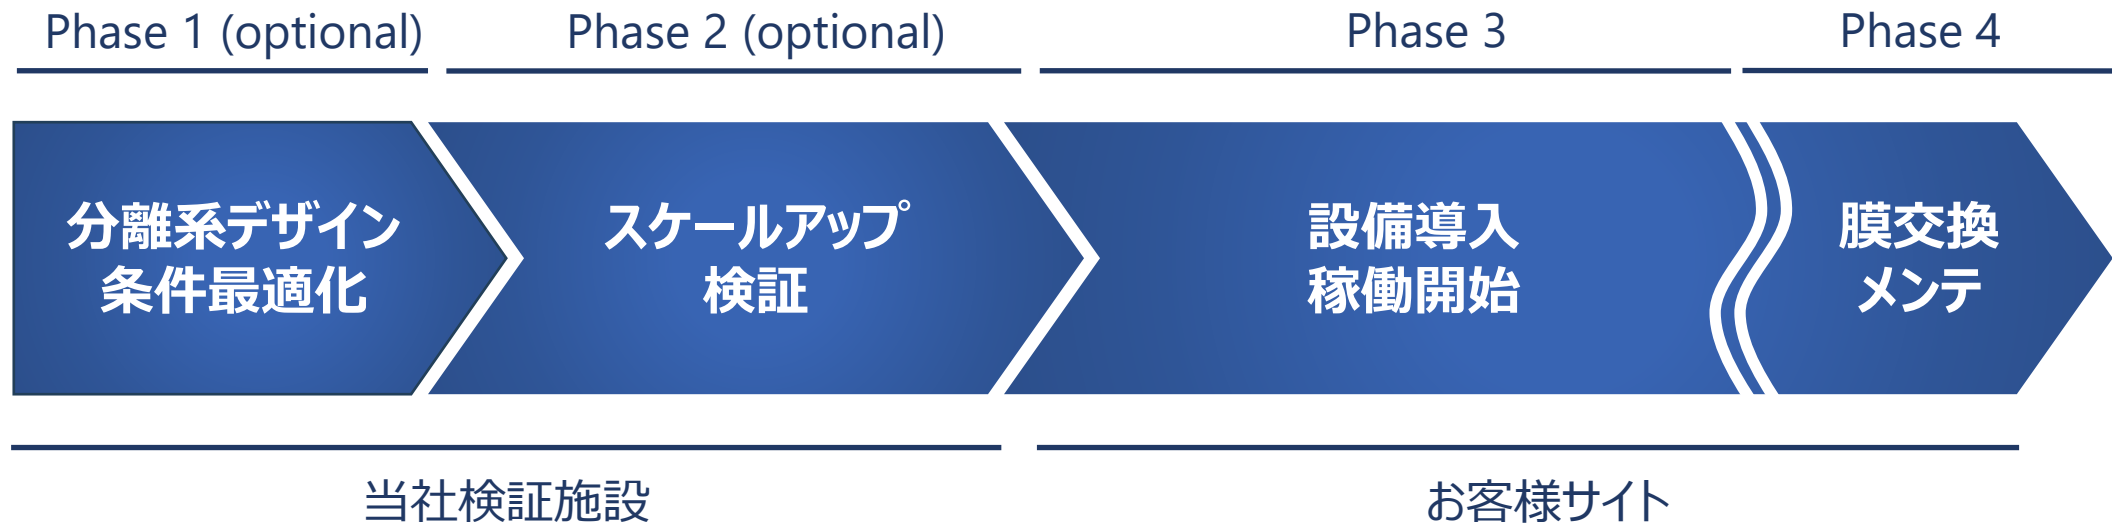 Phase 1 (optional)
Phase 2 (optional)
Phase 3
Phase 4
分離系デザイン
条件最適化
スケールアップ
検証
設備導入
稼働開始
膜交換
メンテ
当社検証施設
お客様サイト